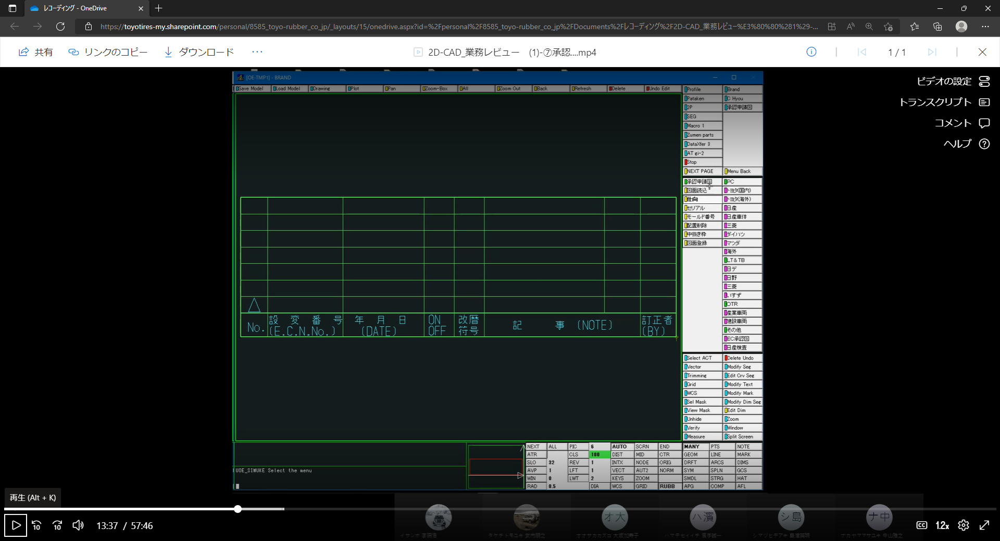 レコーディング - OneDrive
https://toyotires-my.sharepoint.com/personal/8585_toyo-rubber_co_jp/_layouts/15/onedrive.aspx?id=%2Fpersonal%2F8585_toyo-rubber_co_jp%2FDocuments%2Fレコーディング%2F2D-CAD_業務レビュー%E3%80%80%281%29-...
共有
リンクのコピー
ダウンロード
2D-CAD_業務レビュー (1)-⑦承認....mp4
1 / 1
ビデオの設定
トランスクリプト
コメント
ヘルプ
[OE-TMP1] - BRAND
Save Model Load Model Drawing Plot Pan Zoom-Box All Zoom Out Back Refresh Delete Undo Edit
Profile Brand
Pataken C Hyou
2P 承認申請図
SEG
Macro 1
Zumen parts
DataXfer 3
AT gi-2
Stop
NEXT PAGE Menu Back
承認申請図 PC
図面読込 トヨタ(国内)
仕向 トヨタ(海外)
セリアル 日産
モールド番号 日産車体
配置削除 三菱
中抜き枠 ダイハツ
図面登録 マツダ
海外
LT&TB
日デ
日野
三菱
いすず
OTR
産業車両
建設車両
その他
EC承認図
日産検査
No. 設変番号 (E.C.N.No.) 年月日 (DATE) ON OFF 改暦符号 記事 (NOTE) 訂正者 (BY)
Select ACT Delete Undo
Vector Modify Seg
Trimming Edit Crv Seg
Grid Modify Text
WCS Modify Mark
Sel Mask Modify Dim Seg
View Mask Edit Dim
Unhide Zoom
Verify Window
Measure Split Screen
UOE_SIMUKE Select the menu
NEXT ALL PIC 6 AUTO SCRN END MANY PTS NOTE
ATR CLS 100 DIST MID CTR GEOM LINE MARK
SLO 32 REV 1 INTX NODE ORIG DRFT ARCS DIMS
AVP 1 LFT 1 VECT AUT2 NORM SYM SPLN GCS
WIN 0 LWT 2 KEYS ZOOM SMDL STRG HAT
RAD 0.5 DIA WCS GRID RUBB APG COMP AFL
再生 (Alt + K)
10
10
13:37 / 57:46
オ大
ハ濱
シ島
ナ中
CC
1.2x